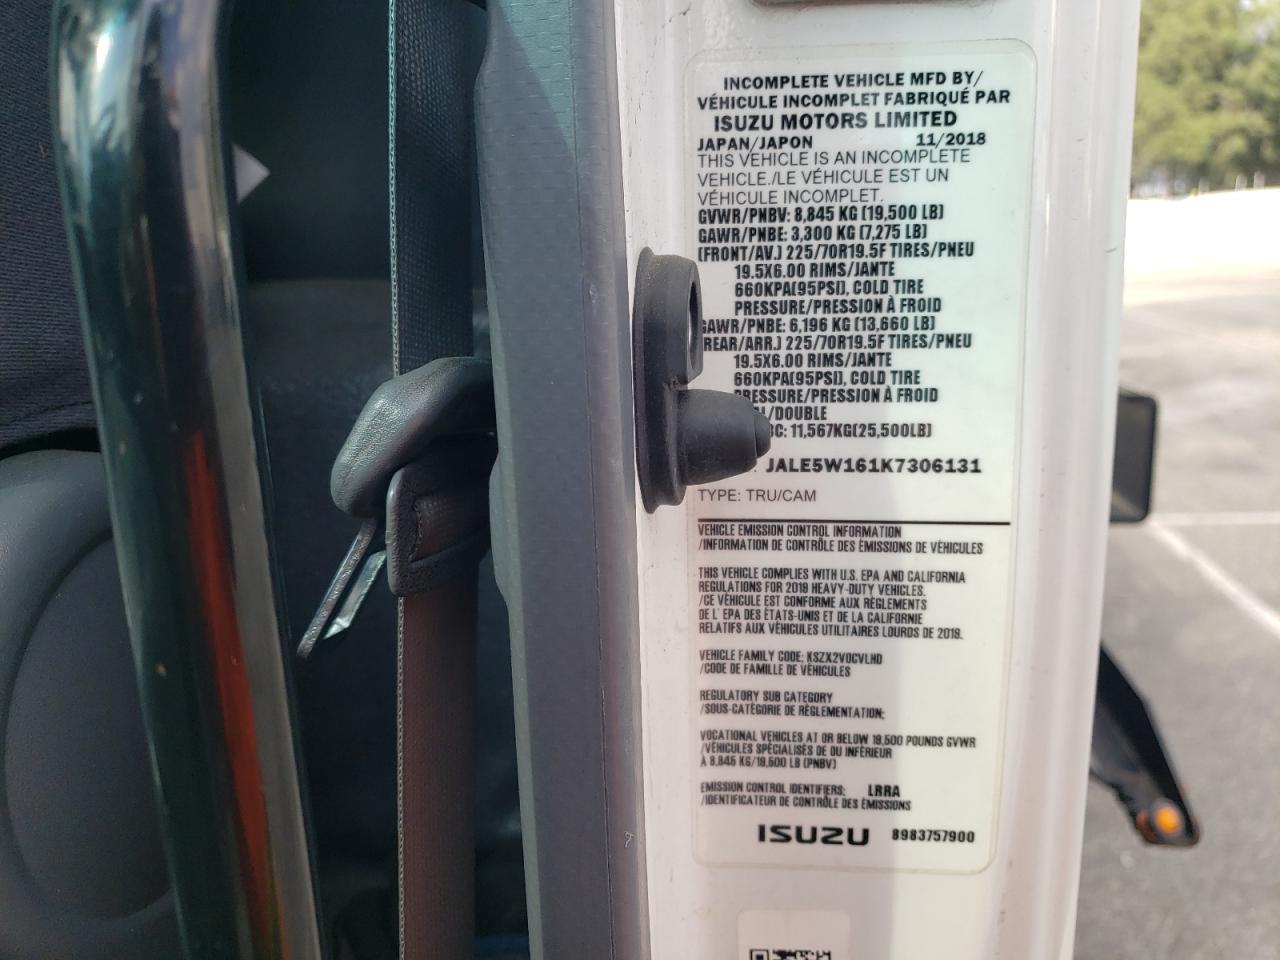 INCOMPLETE VEHICLE MFD BY/
VÉHICULE INCOMPLET FABRIQUÉ PAR
ISUZU MOTORS LIMITED
JAPAN/JAPON 11/2018
THIS VEHICLE IS AN INCOMPLETE
VEHICLE./LE VÉHICULE EST UN
VÉHICULE INCOMPLET.
GVWR/PNBV: 8,845 KG (19,500 LB)
GAWR/PNBE: 3,300 KG (7,275 LB)
(FRONT/AV.) 225/70R19.5F TIRES/PNEU
19.5X6.00 RIMS/JANTE
660KPA(95PSI), COLD TIRE
PRESSURE/PRESSION À FROID
GAWR/PNBE: 6,196 KG (13,660 LB)
REAR/ARR.) 225/70R19.5F TIRES/PNEU
19.5X6.00 RIMS/JANTE
660KPA(95PSI), COLD TIRE
PRESSURE/PRESSION À FROID
/DOUBLE
: 11,567KG(25,500LB)
JALE5W161K7306131
TYPE: TRU/CAM
VEHICLE EMISSION CONTROL INFORMATION
/INFORMATION DE CONTRÔLE DES ÉMISSIONS DE VÉHICULES
THIS VEHICLE COMPLIES WITH U.S. EPA AND CALIFORNIA
REGULATIONS FOR 2019 HEAVY-DUTY VEHICLES.
/CE VÉHICULE EST CONFORME AUX RÈGLEMENTS
DE L' EPA DES ÉTATS-UNIS ET DE LA CALIFORNIE
RELATIFS AUX VÉHICULES UTILITAIRES LOURDS DE 2019.
VEHICLE FAMILY CODE: KSZX2VOCVLHD
/CODE DE FAMILLE DE VÉHICULES
REGULATORY SUB CATEGORY
/SOUS-CATÉGORIE DE RÉGLEMENTATION:
VOCATIONAL VEHICLES AT OR BELOW 19,500 POUNDS GVWR
/VÉHICULES SPÉCIALISÉS DE OU INFÉRIEUR
À 8,845 KG/19,500 LB (PNBV)
EMISSION CONTROL IDENTIFIERS: LRRA
/IDENTIFICATEUR DE CONTRÔLE DES ÉMISSIONS
ISUZU 8983757900